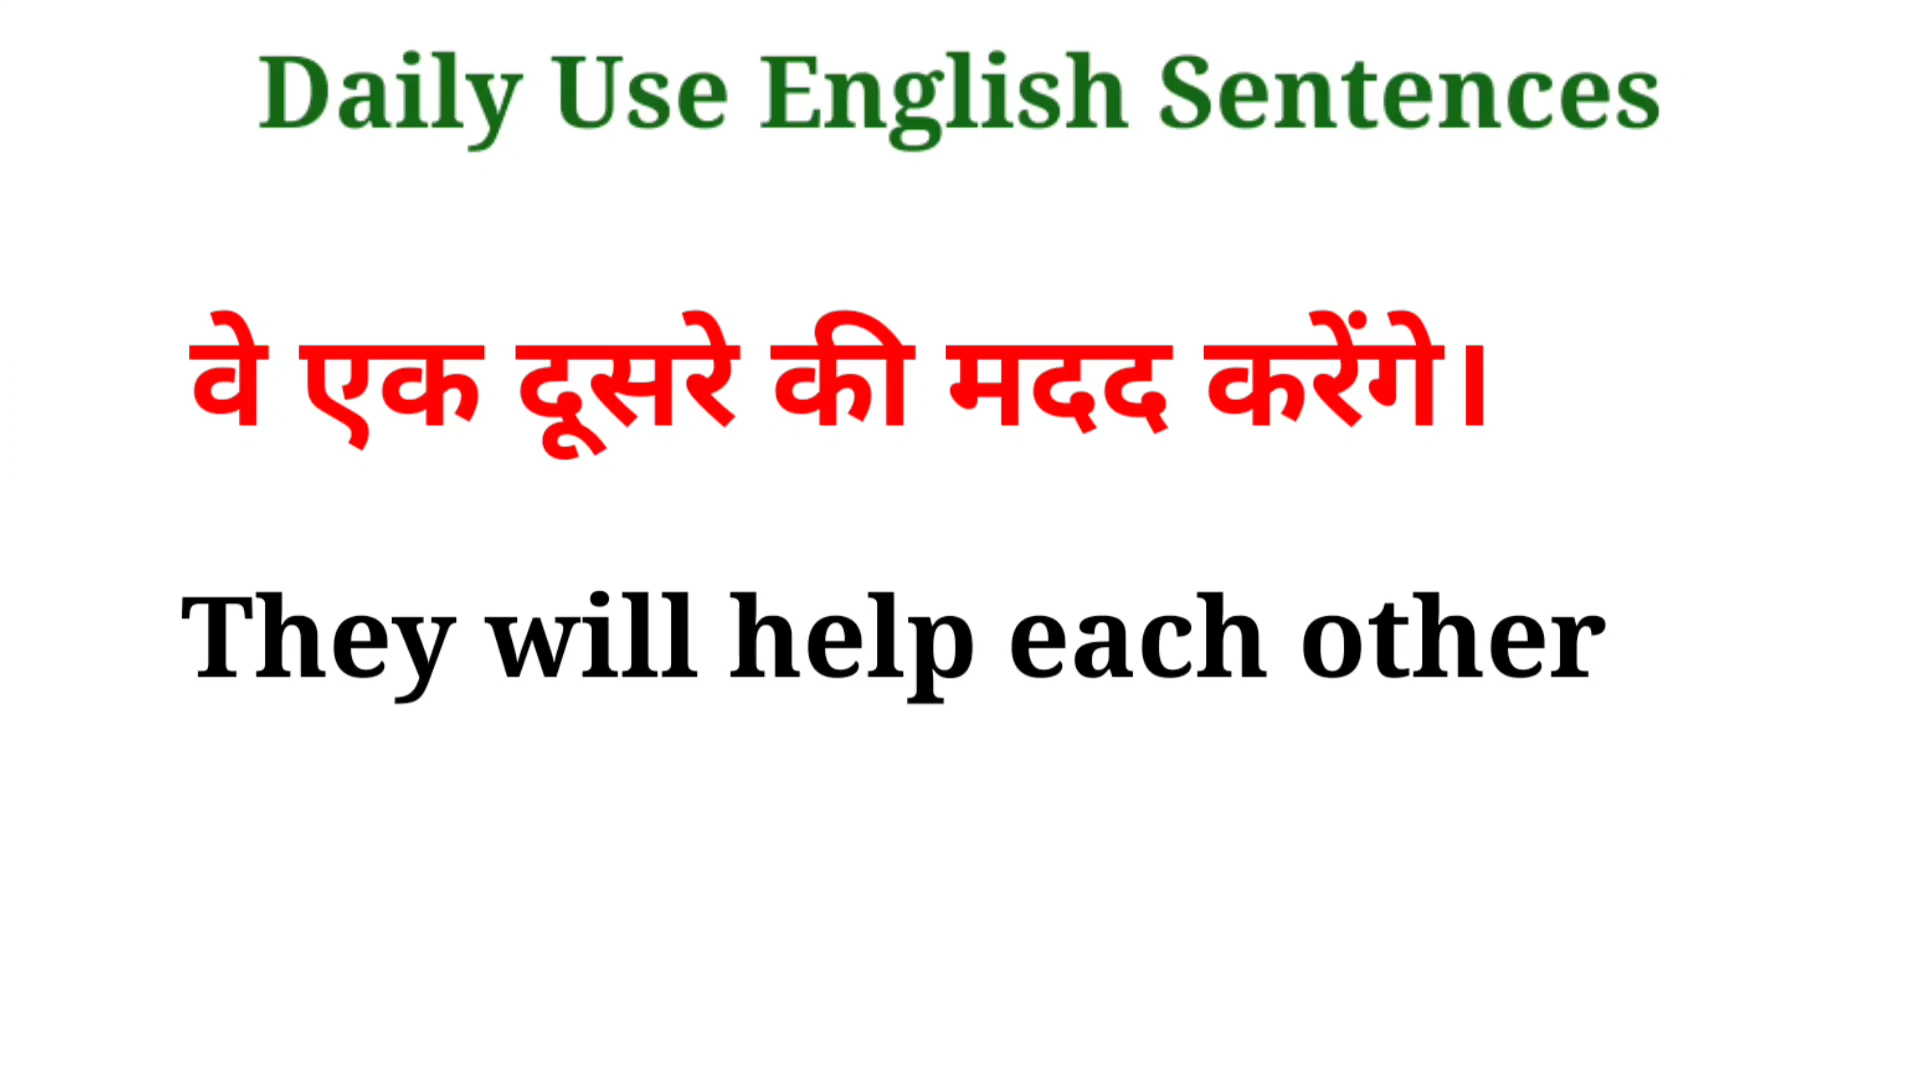 Daily Use English Sentences
वे एक दूसरे की मदद करेंगे।
They will help each other